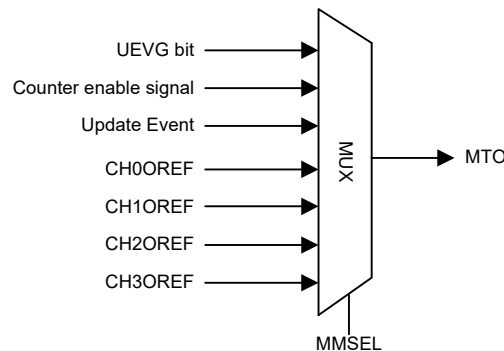 UEVG bit
Counter enable signal
Update Event
CH0OREF
CH1OREF
CH2OREF
CH3OREF
MUX
MTO
MMSEL